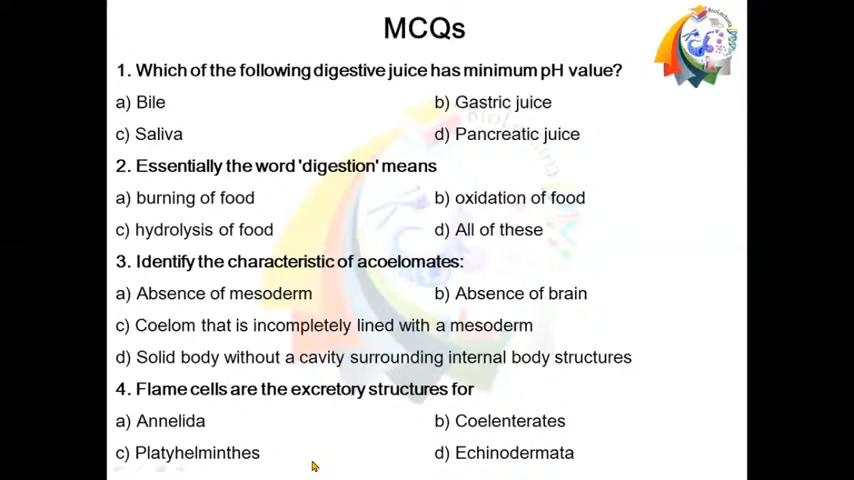 MCQs
1. Which of the following digestive juice has minimum pH value?
a) Bile b) Gastric juice
c) Saliva d) Pancreatic juice
2. Essentially the word 'digestion' means
a) burning of food b) oxidation of food
c) hydrolysis of food d) All of these
3. Identify the characteristic of acoelomates:
a) Absence of mesoderm b) Absence of brain
c) Coelom that is incompletely lined with a mesoderm
d) Solid body without a cavity surrounding internal body structures
4. Flame cells are the excretory structures for
a) Annelida b) Coelenterates
c) Platyhelminthes d) Echinodermata